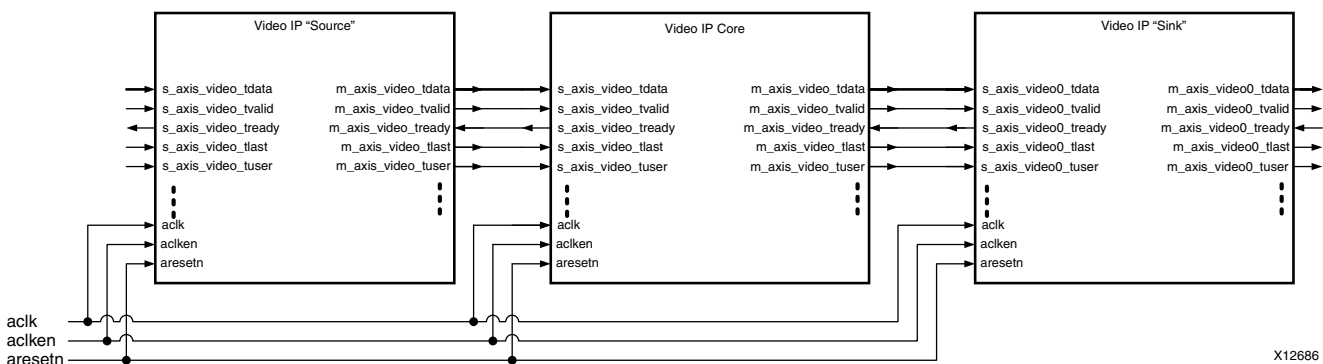 Video IP “Source”
s_axis_video_tdata
s_axis_video_tvalid
s_axis_video_tready
s_axis_video_tlast
s_axis_video_tuser
m_axis_video_tdata
m_axis_video_tvalid
m_axis_video_tready
m_axis_video_tlast
m_axis_video_tuser
aclk
aclken
aresetn
Video IP Core
s_axis_video_tdata
s_axis_video_tvalid
s_axis_video_tready
s_axis_video_tlast
s_axis_video_tuser
m_axis_video_tdata
m_axis_video_tvalid
m_axis_video_tready
m_axis_video_tlast
m_axis_video_tuser
aclk
aclken
aresetn
Video IP “Sink”
s_axis_video0_tdata
s_axis_video0_tvalid
s_axis_video0_tready
s_axis_video0_tlast
s_axis_video0_tuser
m_axis_video0_tdata
m_axis_video0_tvalid
m_axis_video0_tready
m_axis_video0_tlast
m_axis_video0_tuser
aclk
aclken
aresetn
aclk
aclken
aresetn
X12686